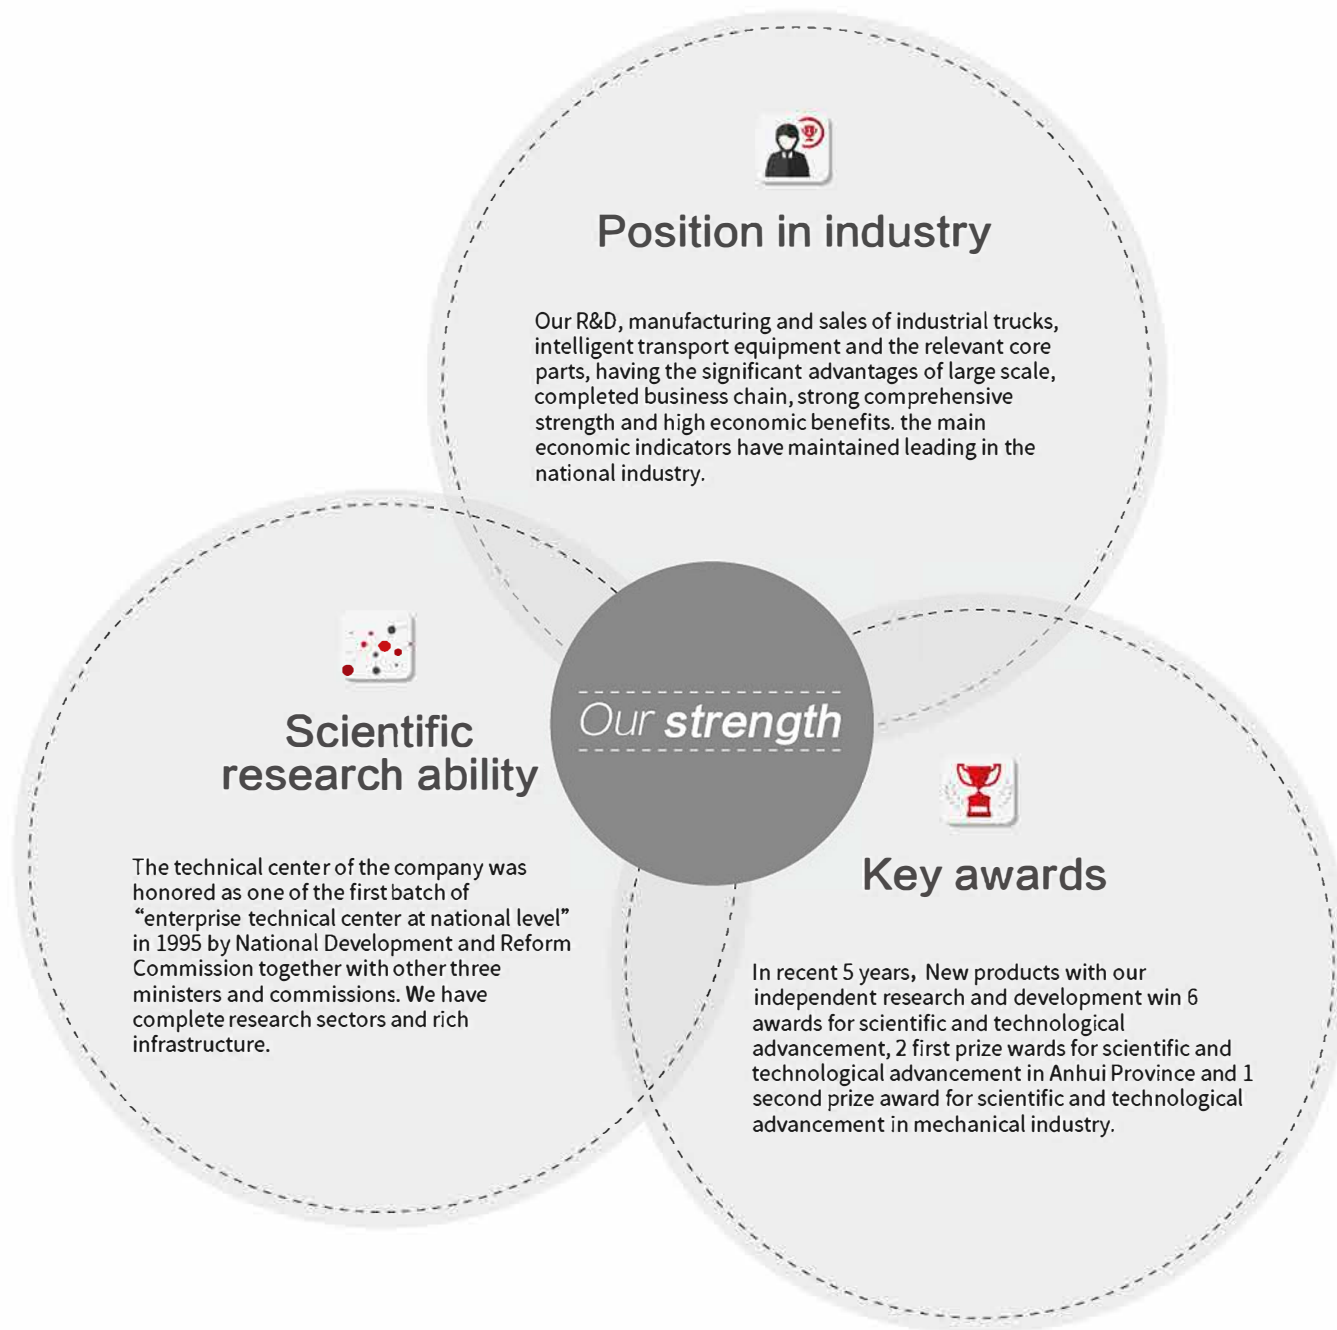 Position in industry
Our R&D, manufacturing and sales of industrial trucks,
intelligent transport equipment and the relevant core
parts, having the significant advantages of large scale,
completed business chain, strong comprehensive
strength and high economic benefits. the main
economic indicators have maintained leading in the
national industry.
Our strength
Scientific
research ability
The technical center of the company was
honored as one of the first batch of
“enterprise technical center at national level”
in 1995 by National Development and Reform
Commission together with other three
ministers and commissions. We have
complete research sectors and rich
infrastructure.
Key awards
In recent 5 years, New products with our
independent research and development win 6
awards for scientific and technological
advancement, 2 first prize wards for scientific and
technological advancement in Anhui Province and 1
second prize award for scientific and technological
advancement in mechanical industry.